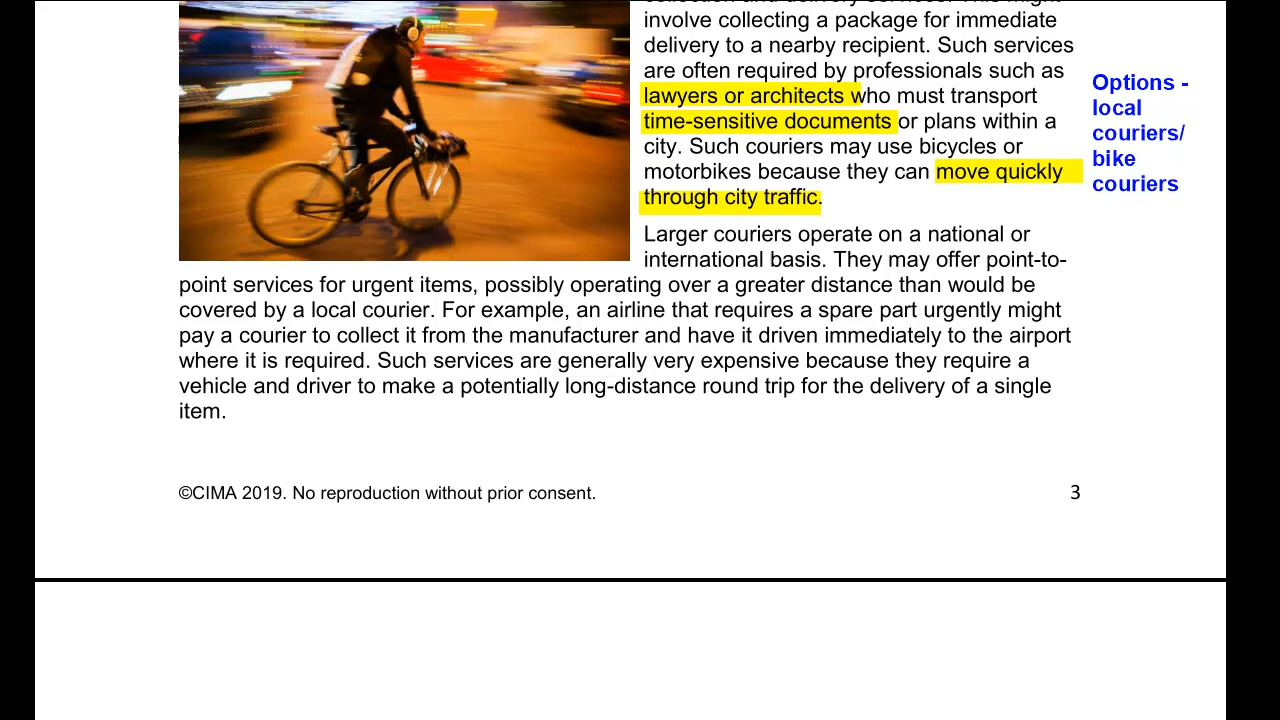 involve collecting a package for immediate
delivery to a nearby recipient. Such services
are often required by professionals such as
lawyers or architects who must transport
time-sensitive documents or plans within a
city. Such couriers may use bicycles or
motorbikes because they can move quickly
through city traffic.
Options -
local
couriers/
bike
couriers
Larger couriers operate on a national or
international basis. They may offer point-to-
point services for urgent items, possibly operating over a greater distance than would be
covered by a local courier. For example, an airline that requires a spare part urgently might
pay a courier to collect it from the manufacturer and have it driven immediately to the airport
where it is required. Such services are generally very expensive because they require a
vehicle and driver to make a potentially long-distance round trip for the delivery of a single
item.
©CIMA 2019. No reproduction without prior consent.
3